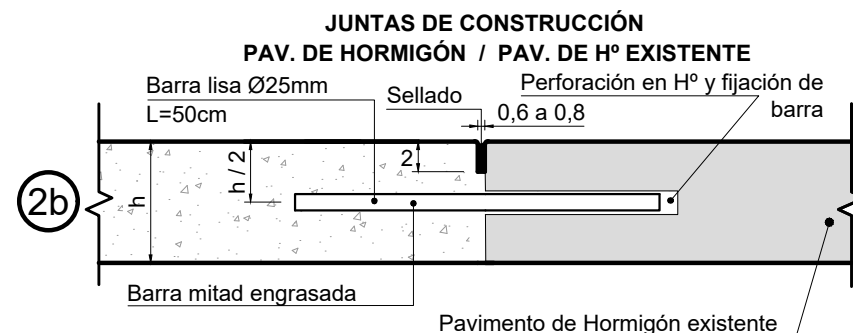 JUNTAS DE CONSTRUCCIÓN
PAV. DE HORMIGÓN / PAV. DE Hº EXISTENTE
Barra lisa Ø25mm
L=50cm
Sellado
0,6 a 0,8
Perforación en Hº y fijación de
barra
2
h / 2
h
2b
Barra mitad engrasada
Pavimento de Hormigón existente